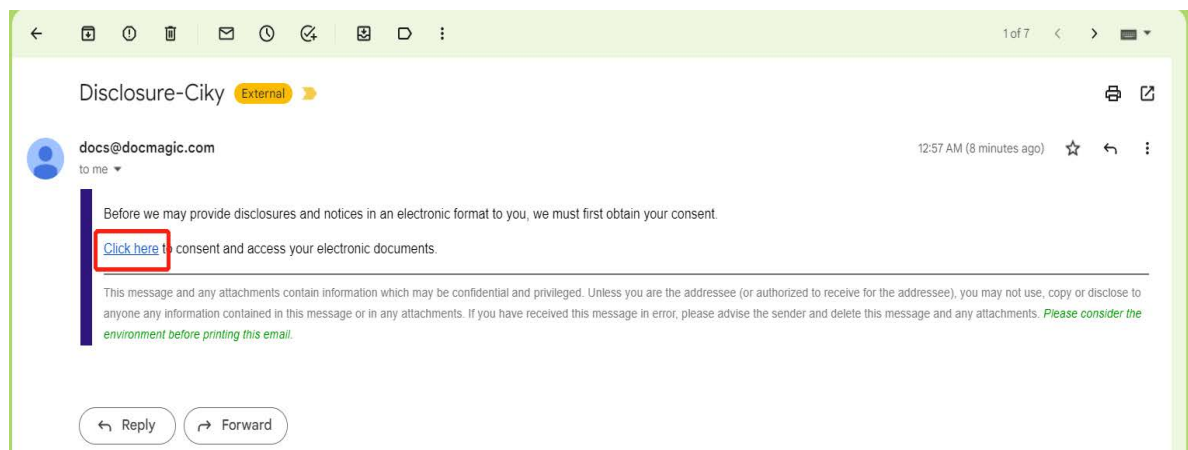 1 of 7
Disclosure-Ciky External
docs@docmagic.com
12:57 AM (8 minutes ago)
to me
Before we may provide disclosures and notices in an electronic format to you, we must first obtain your consent.
Click here to consent and access your electronic documents.
This message and any attachments contain information which may be confidential and privileged. Unless you are the addressee (or authorized to receive for the addressee), you may not use, copy or disclose to
anyone any information contained in this message or in any attachments. If you have received this message in error, please advise the sender and delete this message and any attachments. Please consider the
environment before printing this email.
Reply
Forward